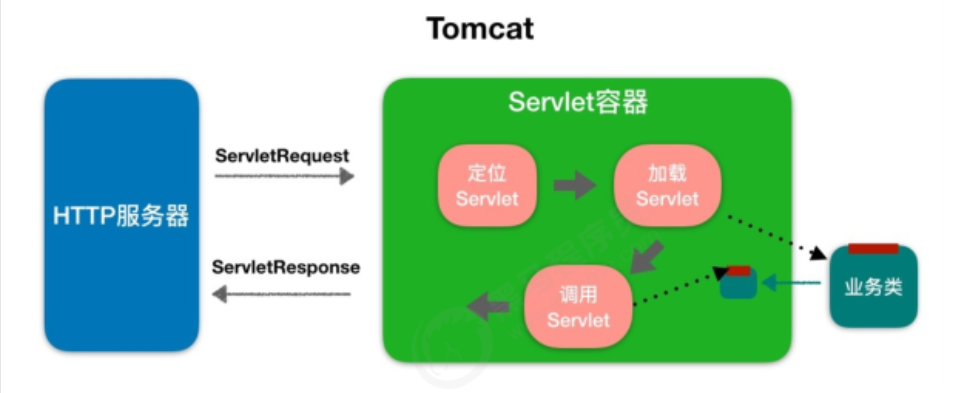 Tomcat
Servlet容器
HTTP服务器
ServletRequest
ServletResponse
定位
Servlet
加载
Servlet
调用
Servlet
业务类